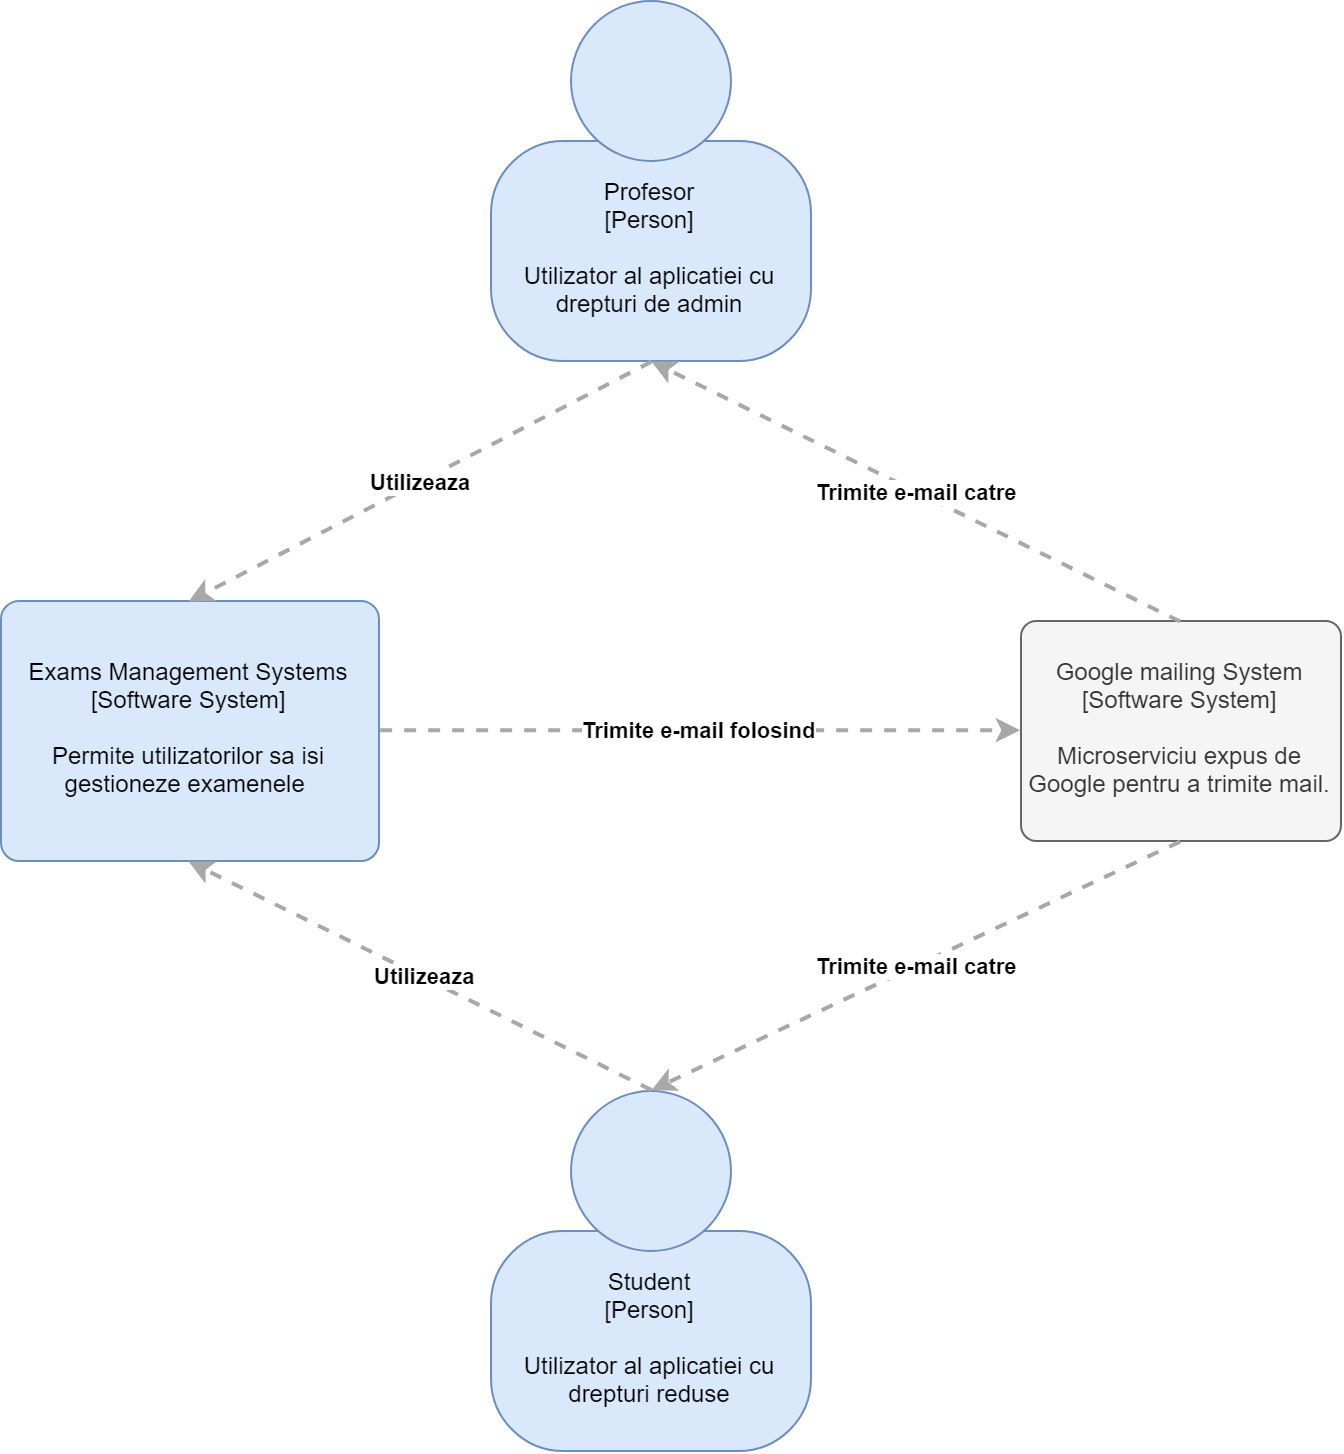 Profesor
[Person]
Utilizator al aplicatiei cu
drepturi de admin
Utilizeaza
Trimite e-mail catre
Exams Management Systems
[Software System]
Permite utilizatorilor sa isi
gestioneze examenele
Trimite e-mail folosind
Google mailing System
[Software System]
Microserviciu expus de
Google pentru a trimite mail.
Utilizeaza
Trimite e-mail catre
Student
[Person]
Utilizator al aplicatiei cu
drepturi reduse